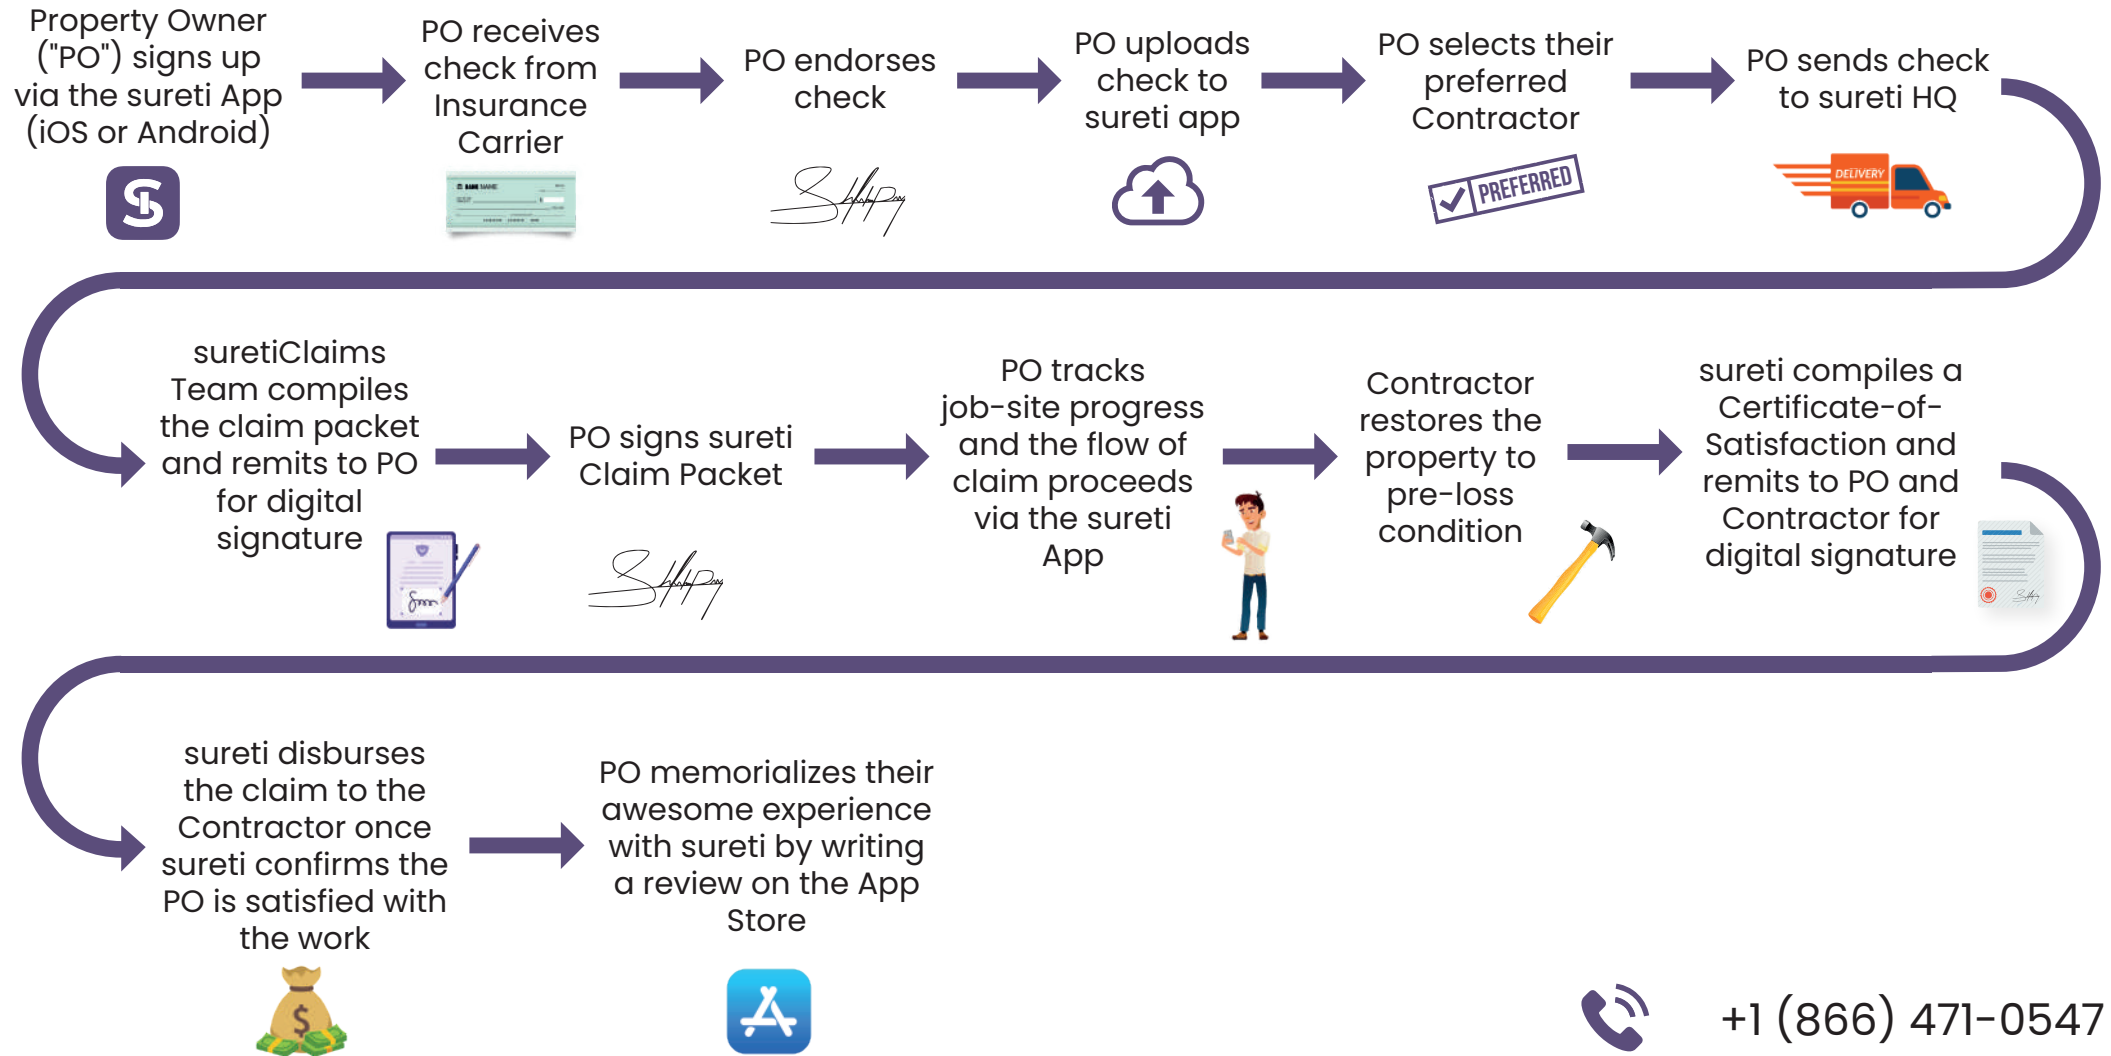 Property Owner
("PO") signs up
via the sureti App
(iOS or Android)
PO receives
check from
Insurance
Carrier
BANK NAME
$
PO endorses
check
PO uploads
check to
sureti app
PO selects their
preferred
Contractor
PREFERRED
PO sends check
to sureti HQ
DELIVERY
suretiClaims
Team compiles
the claim packet
and remits to PO
for digital
signature
PO signs sureti
Claim Packet
PO tracks
job-site progress
and the flow of
claim proceeds
via the sureti
App
Contractor
restores the
property to
pre-loss
condition
sureti compiles a
Certificate-of-
Satisfaction and
remits to PO and
Contractor for
digital signature
sureti disburses
the claim to the
Contractor once
sureti confirms the
PO is satisfied with
the work
$
PO memorializes their
awesome experience
with sureti by writing
a review on the App
Store
+1 (866) 471-0547